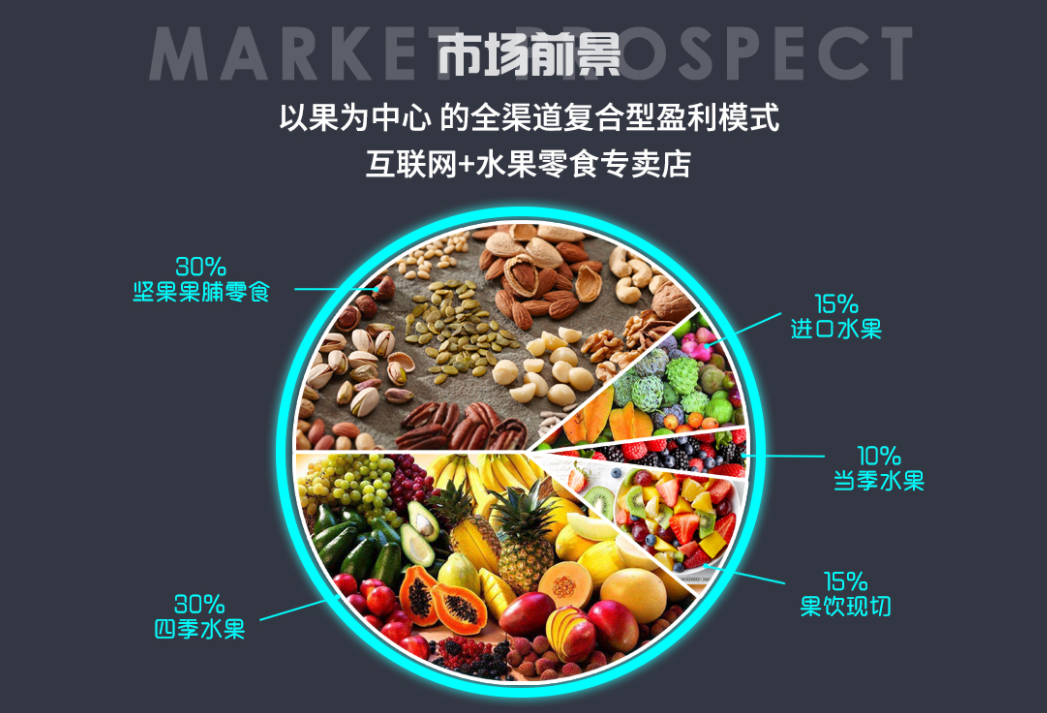 MARKET PROSPECT
市场前景
以果为中心 的全渠道复合型盈利模式
互联网+水果零食专卖店
30%
坚果果脯零食
15%
进口水果
10%
当季水果
15%
果饮现切
30%
四季水果